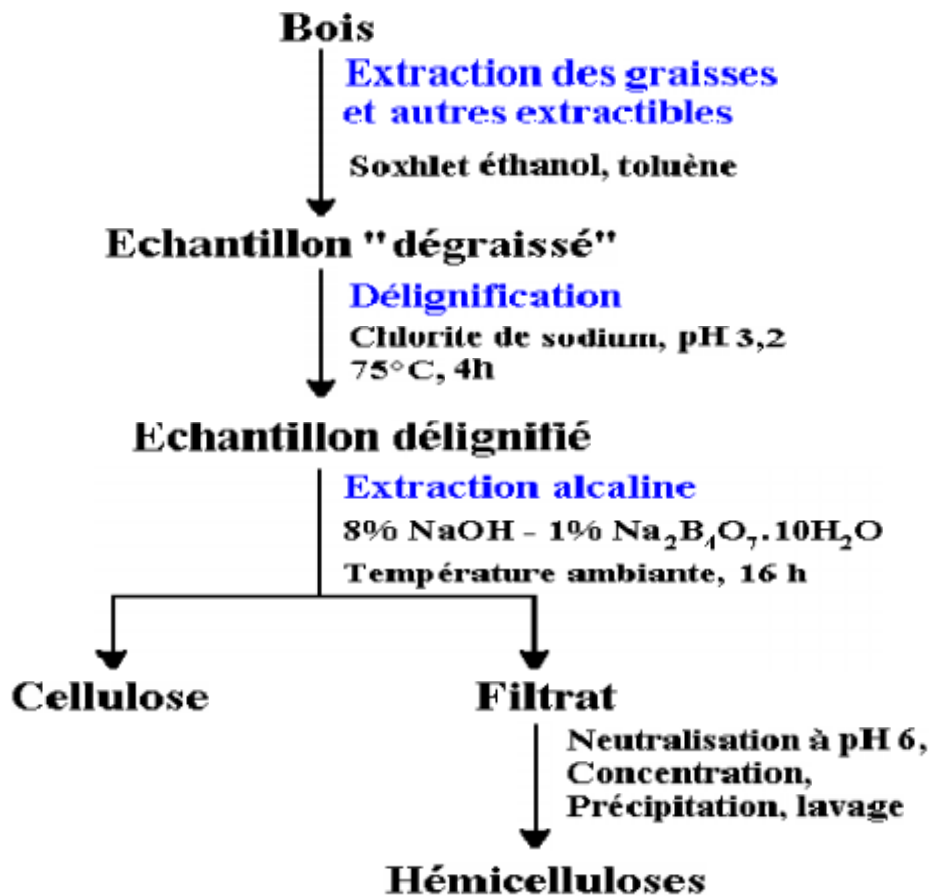 Bois
Extraction des graisses
et autres extractibles
Soxhlet éthanol, toluène
Echantillon "dégraissé"
Délignification
Chlorite de sodium, pH 3,2
75°C, 4h
Echantillon délignifié
Extraction alcaline
8% NaOH - 1% Na₂B₄O₇.10H₂O
Température ambiante, 16 h
Cellulose
Filtrat
Neutralisation à pH 6,
Concentration,
Précipitation, lavage
Hémicelluloses